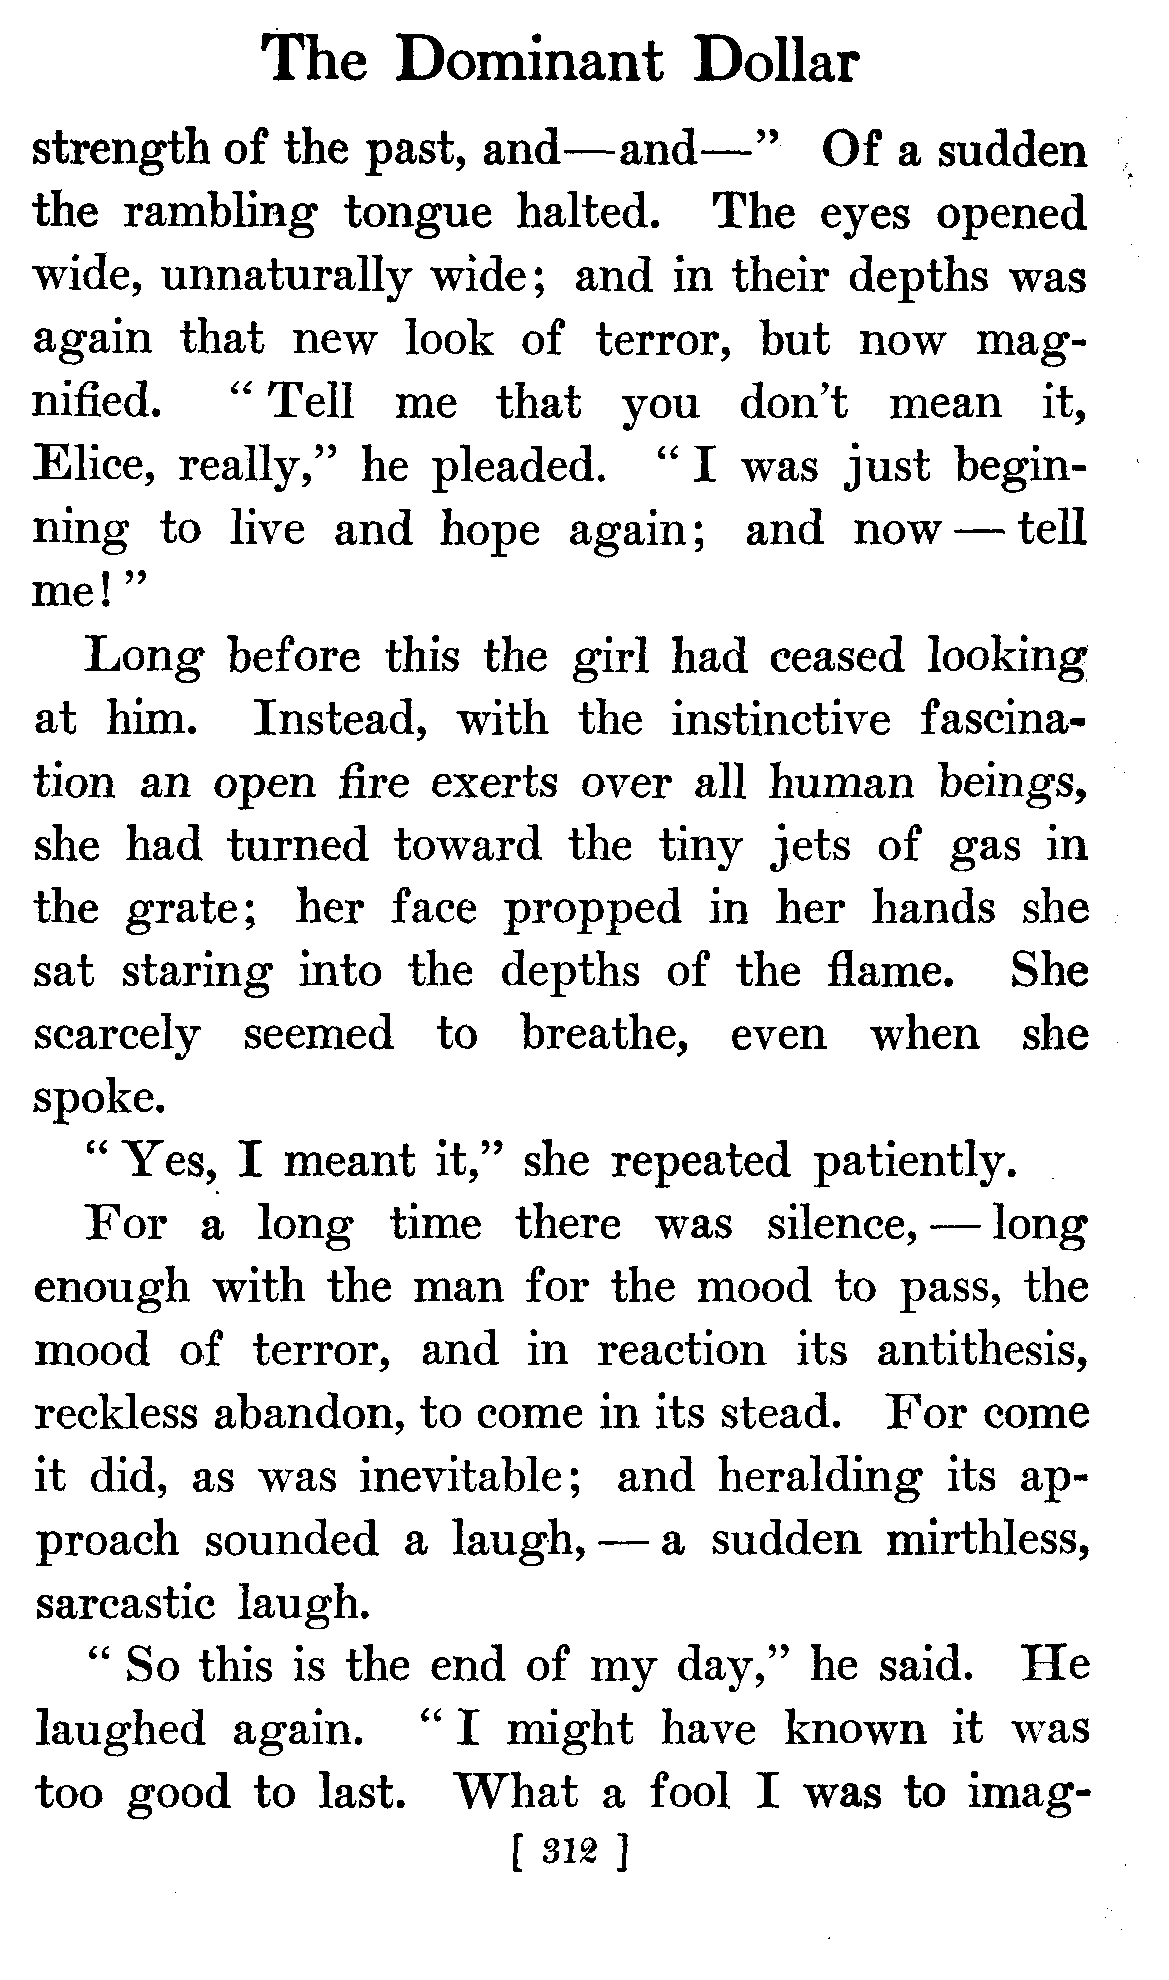 The Dominant Dollar
strength of the past, and—and—” Of a sudden
the rambling tongue halted. The eyes opened
wide, unnaturally wide; and in their depths was
again that new look of terror, but now mag-
nified. “Tell me that you don’t mean it,
Elice, really,” he pleaded. “I was just begin-
ning to live and hope again; and now — tell
me!”
Long before this the girl had ceased looking
at him. Instead, with the instinctive fascina-
tion an open fire exerts over all human beings,
she had turned toward the tiny jets of gas in
the grate; her face propped in her hands she
sat staring into the depths of the flame. She
scarcely seemed to breathe, even when she
spoke.
“Yes, I meant it,” she repeated patiently.
For a long time there was silence, — long
enough with the man for the mood to pass, the
mood of terror, and in reaction its antithesis,
reckless abandon, to come in its stead. For come
it did, as was inevitable; and heralding its ap-
proach sounded a laugh, — a sudden mirthless,
sarcastic laugh.
“So this is the end of my day,” he said. He
laughed again. “I might have known it was
too good to last. What a fool I was to imag-
[ 312 ]